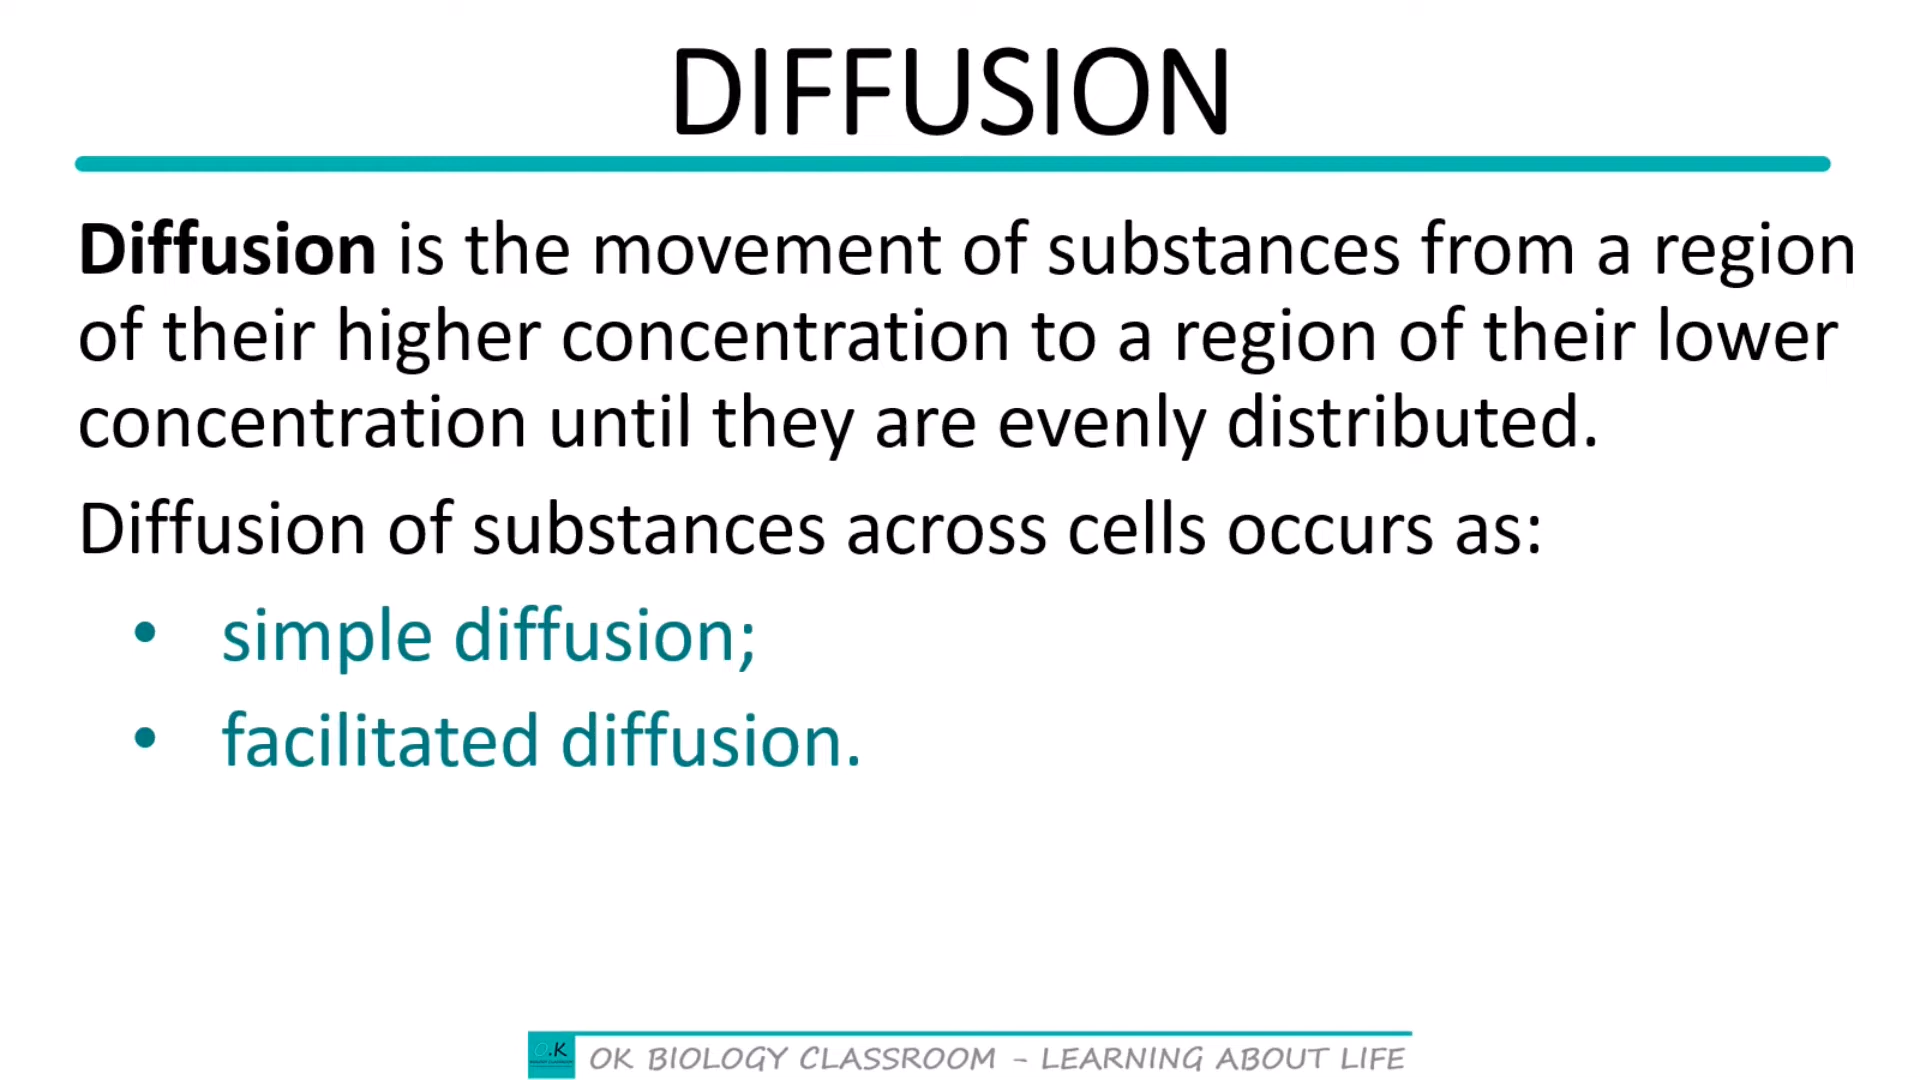 DIFFUSION
Diffusion is the movement of substances from a region
of their higher concentration to a region of their lower
concentration until they are evenly distributed.
Diffusion of substances across cells occurs as:
• simple diffusion;
• facilitated diffusion.
OK BIOLOGY CLASSROOM - LEARNING ABOUT LIFE